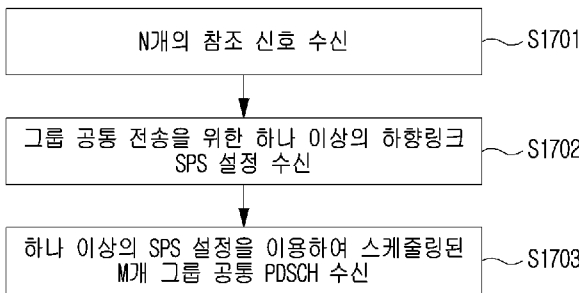 N개의 참조 신호 수신
S1701
그룹 공통 전송을 위한 하나 이상의 하향링크
SPS 설정 수신
S1702
하나 이상의 SPS 설정을 이용하여 스케줄링된
M개 그룹 공통 PDSCH 수신
S1703